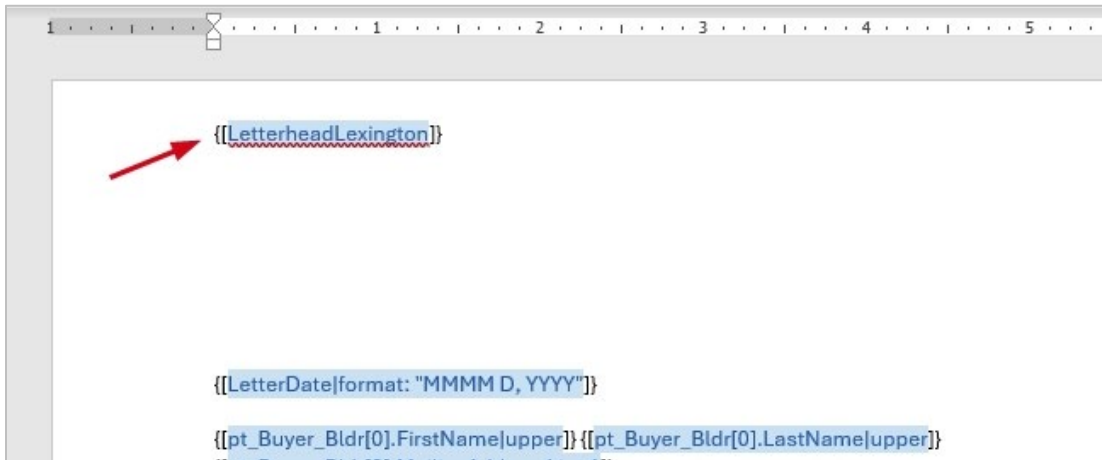 1 1 2 3 4 5
{[LetterheadLexington]}
{[LetterDate|format: "MMMM D, YYYY"]}
{[pt_Buyer_Bldr[0].FirstName|upper]} {[pt_Buyer_Bldr[0].LastName|upper]}